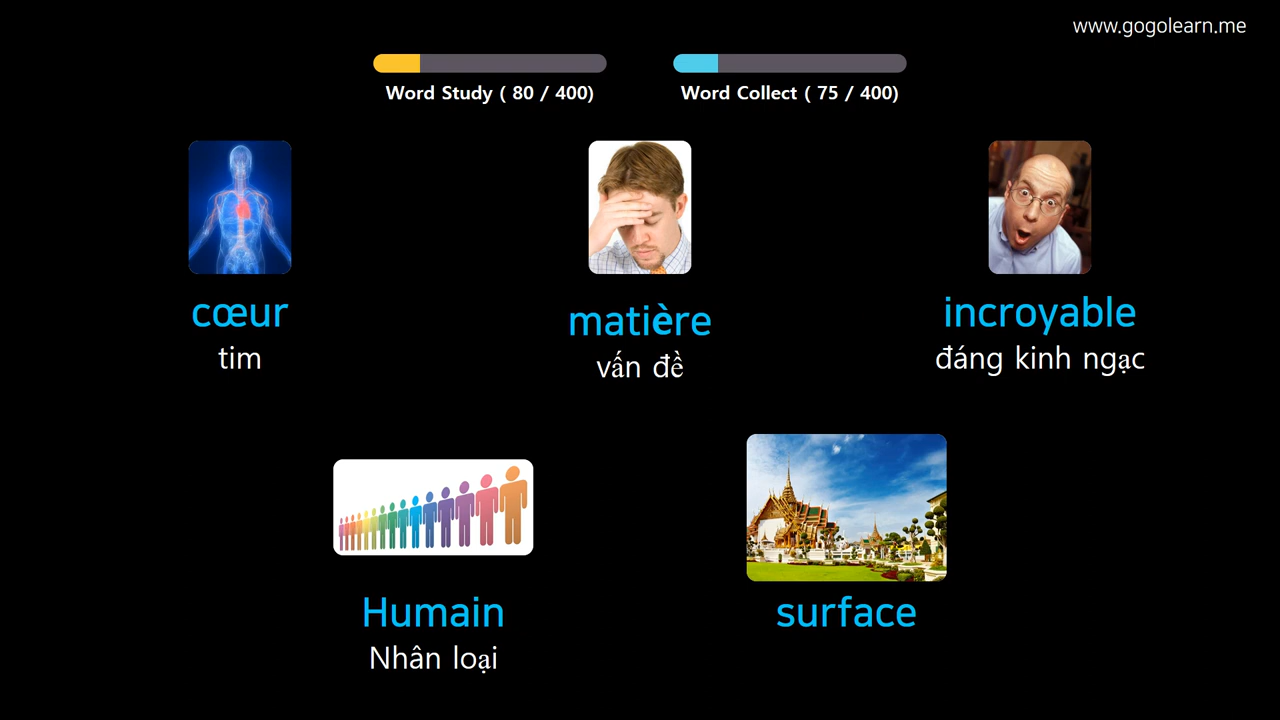 www.gogolearn.me
Word Study ( 80 / 400)
Word Collect ( 75 / 400)
cœur
tim
matière
vấn đề
incroyable
đáng kinh ngạc
Humain
Nhân loại
surface